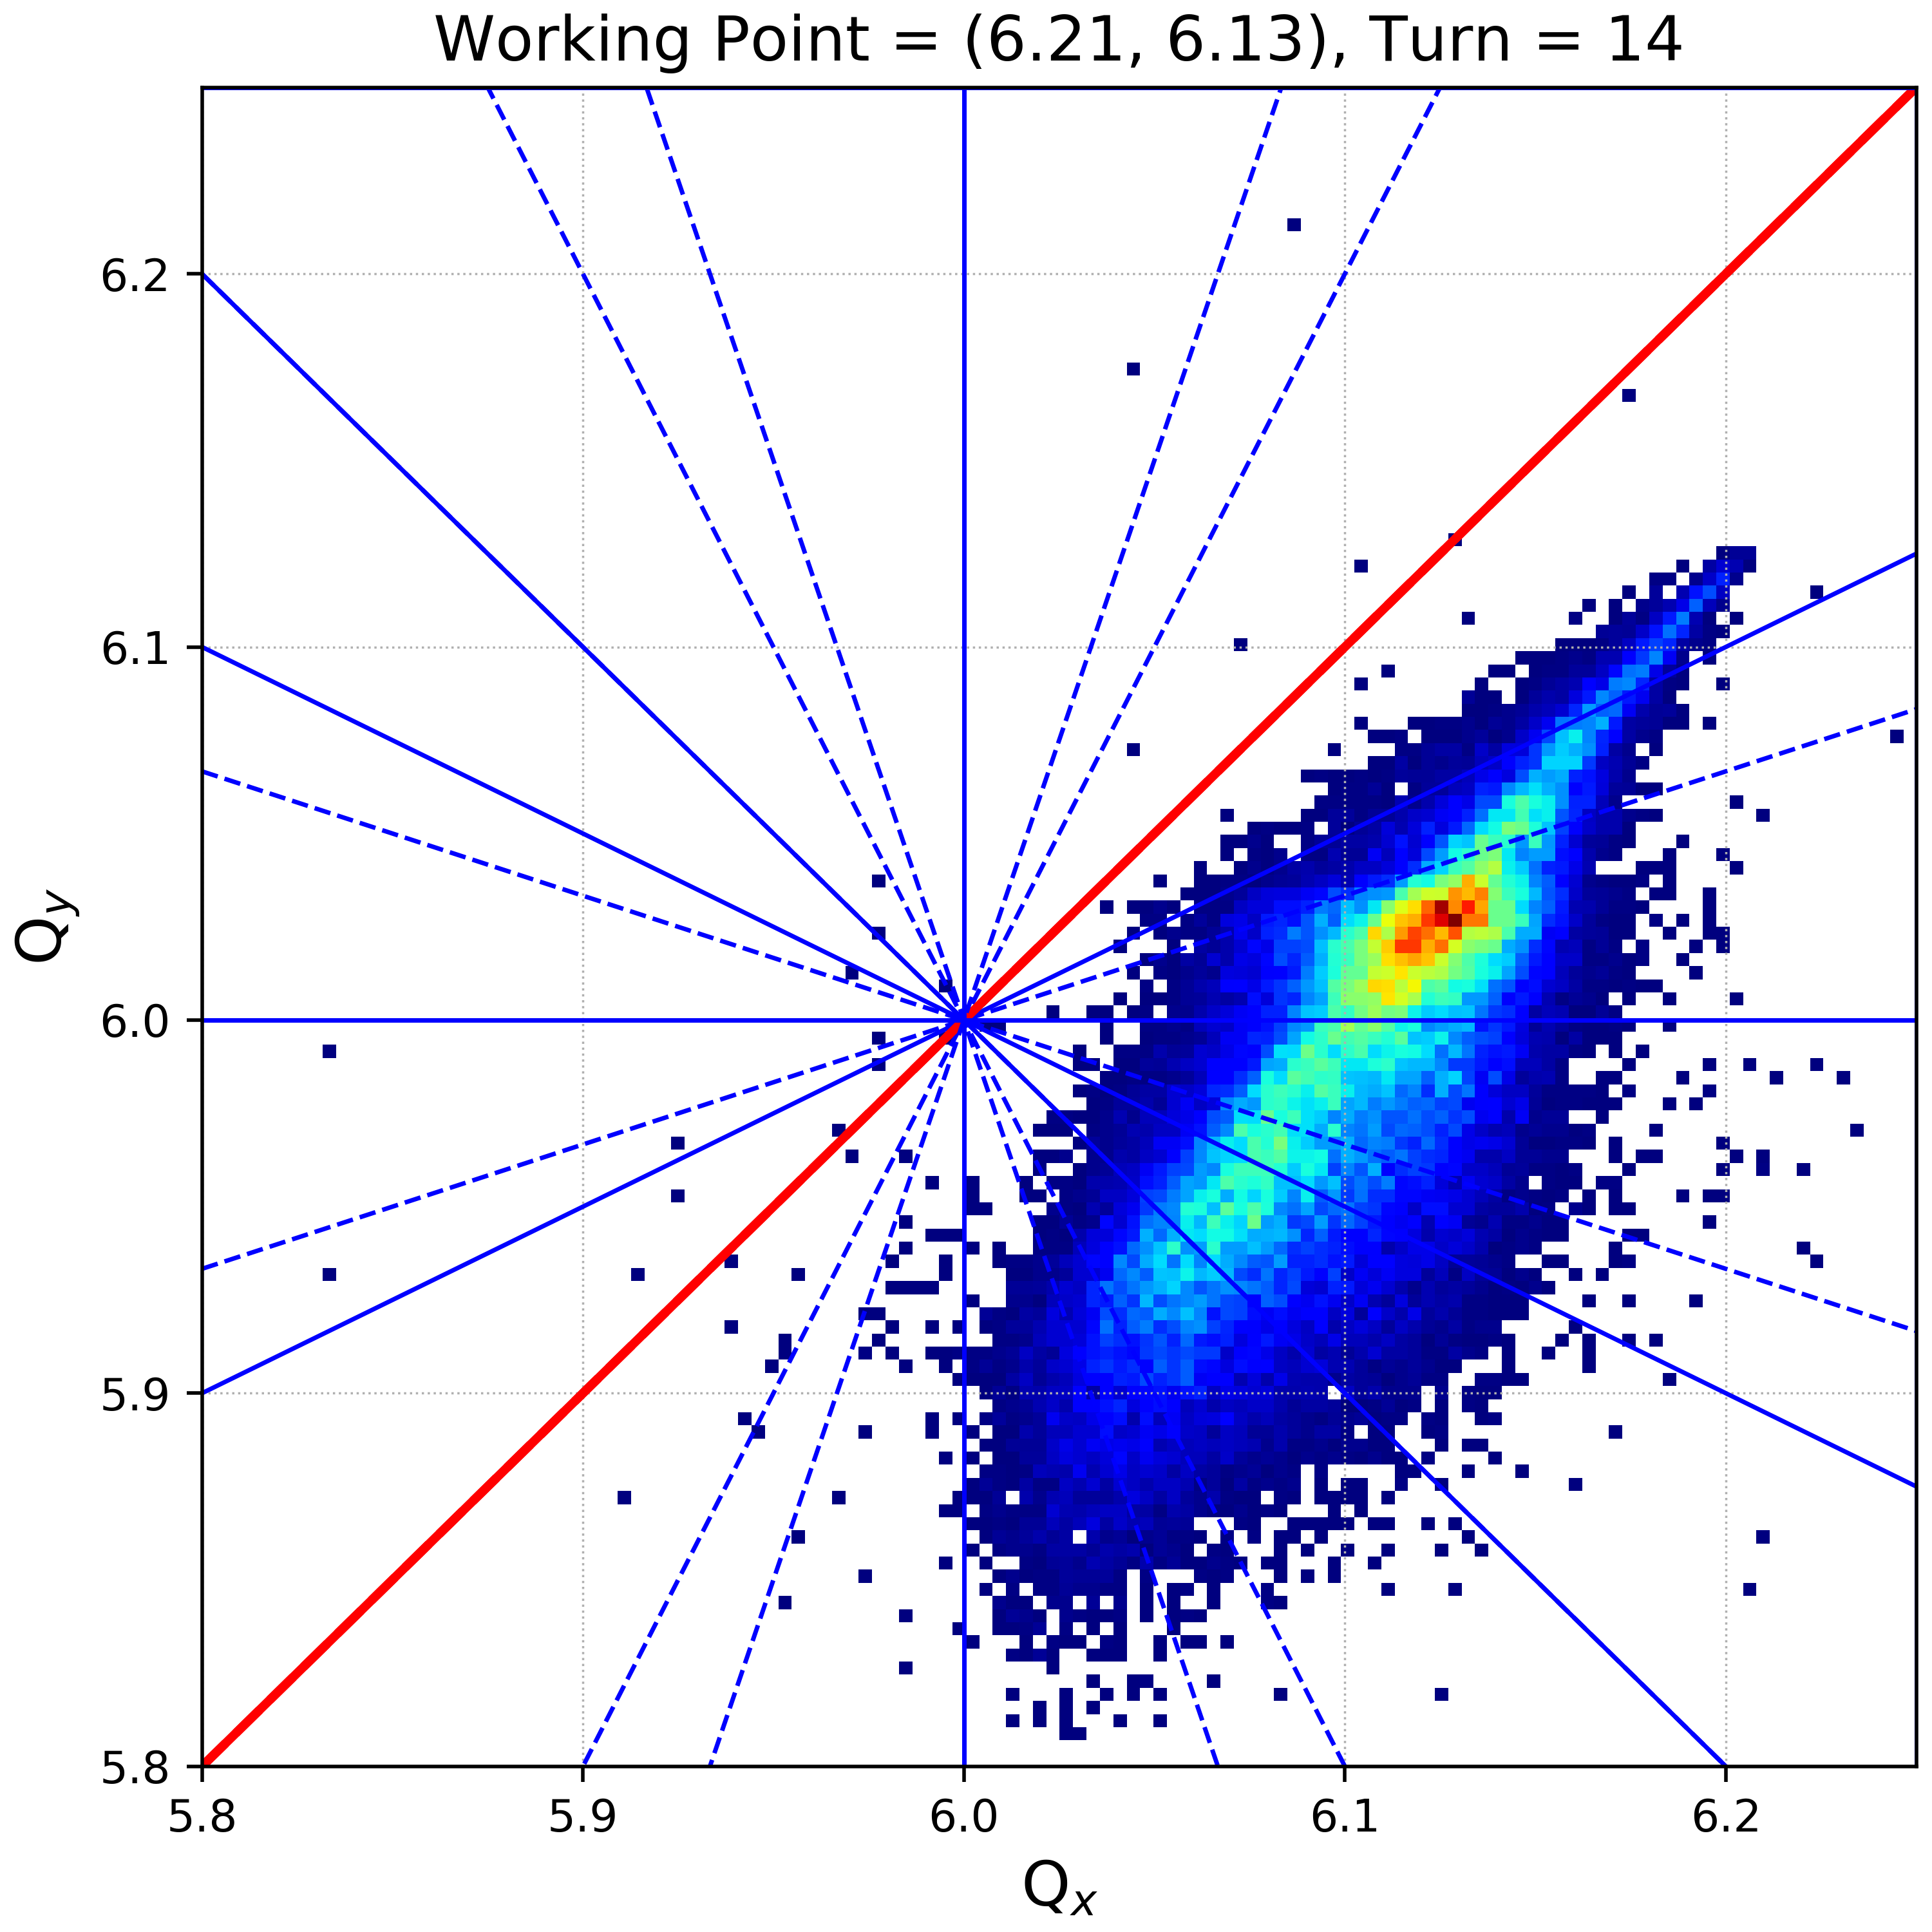 Working Point = (6.21, 6.13), Turn = 14
6.2
6.1
6.0
5.9
5.8
Qy
5.8 5.9 6.0 6.1 6.2
Qx